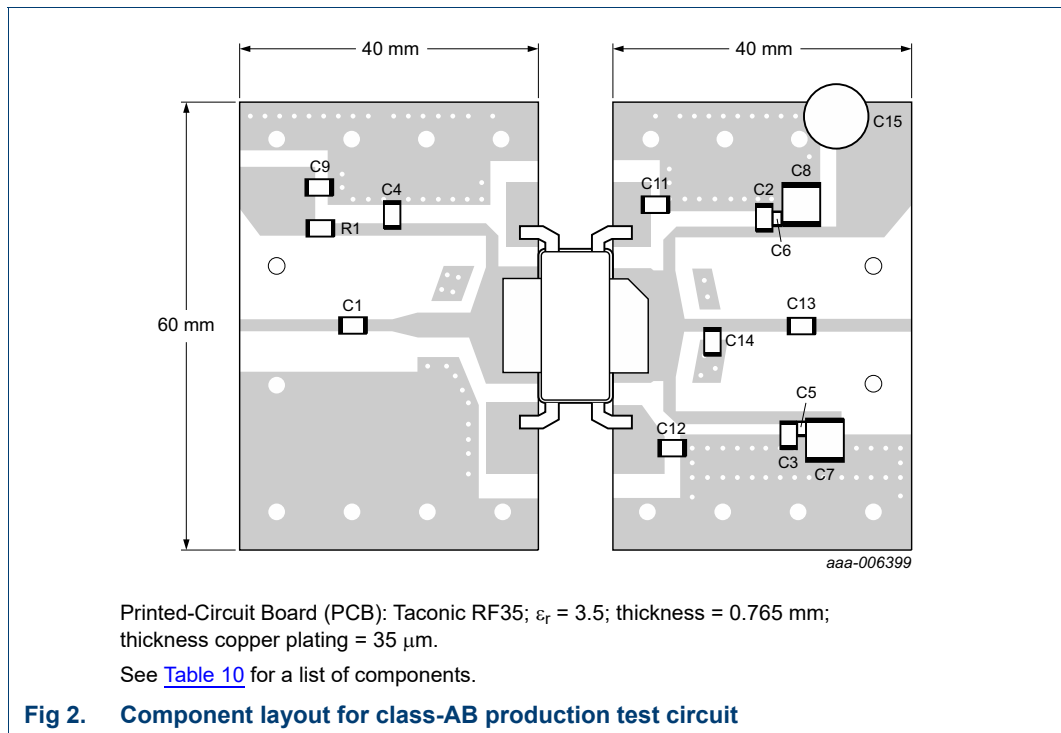 40 mm
40 mm
C15
C9
C4
C11
C2
C8
R1
C6
60 mm
C1
C13
C14
C5
C12
C3
C7
aaa-006399
Printed-Circuit Board (PCB): Taconic RF35; εr = 3.5; thickness = 0.765 mm;
thickness copper plating = 35 μm.
See Table 10 for a list of components.
Fig 2. Component layout for class-AB production test circuit